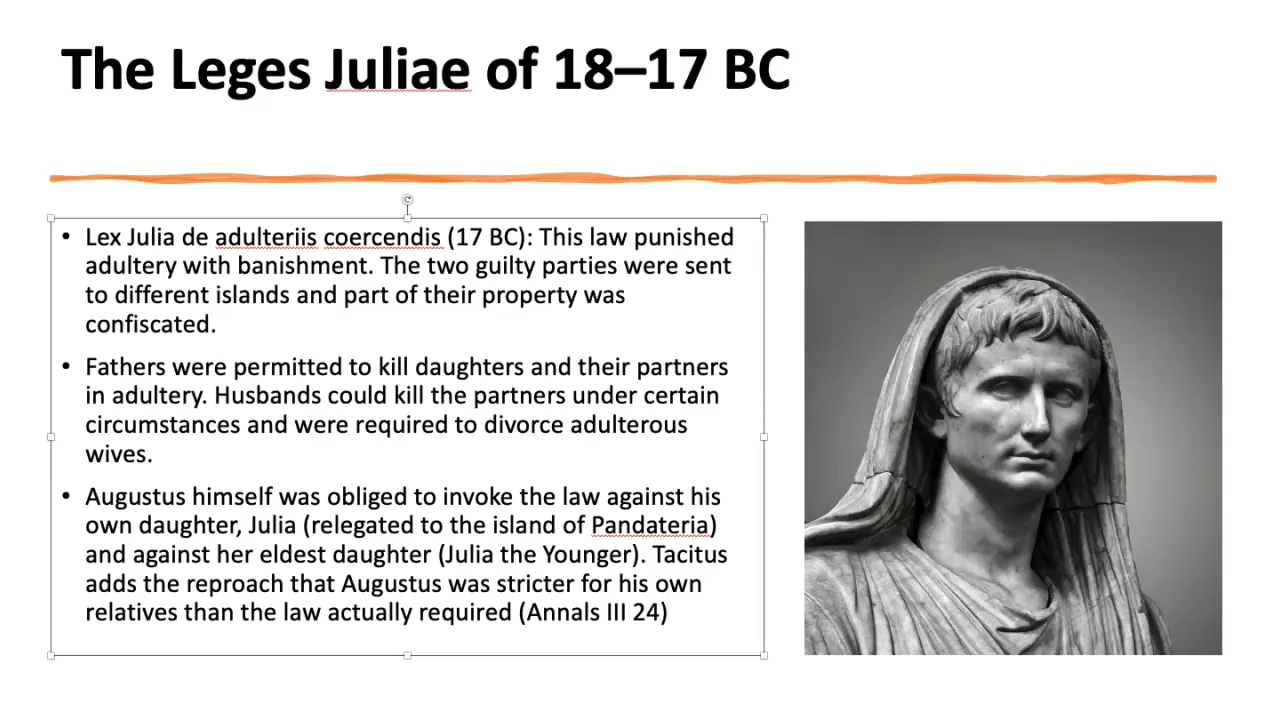 The Leges Juliae of 18–17 BC
• Lex Julia de adulteriis coercendis (17 BC): This law punished
adultery with banishment. The two guilty parties were sent
to different islands and part of their property was
confiscated.
• Fathers were permitted to kill daughters and their partners
in adultery. Husbands could kill the partners under certain
circumstances and were required to divorce adulterous
wives.
• Augustus himself was obliged to invoke the law against his
own daughter, Julia (relegated to the island of Pandateria)
and against her eldest daughter (Julia the Younger). Tacitus
adds the reproach that Augustus was stricter for his own
relatives than the law actually required (Annals III 24)